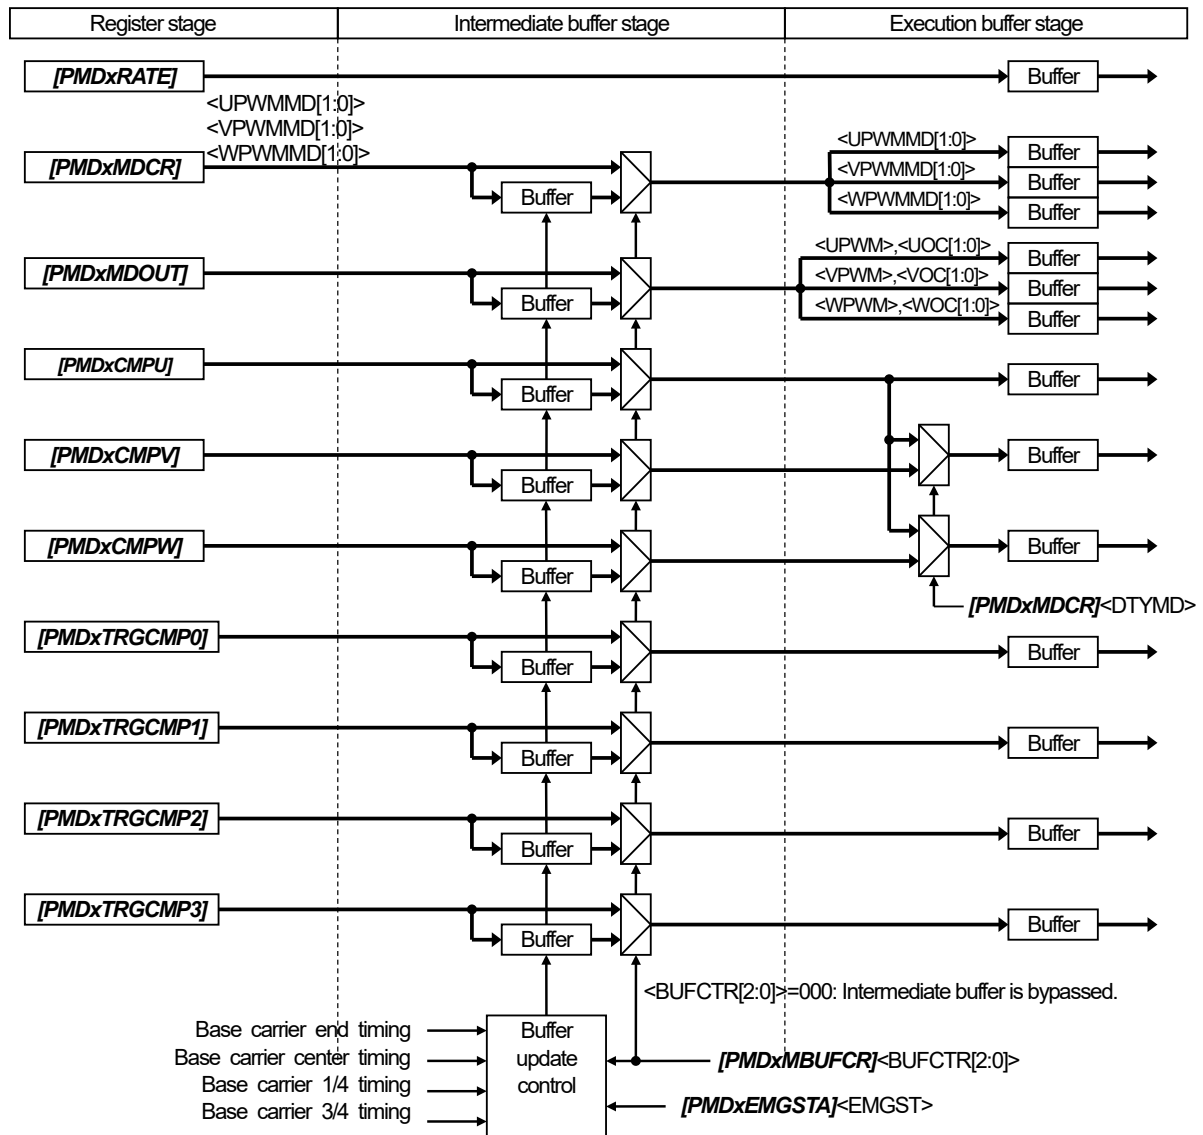 Register stage Intermediate buffer stage Execution buffer stage
[PMDxRATE] Buffer
<UPWMMD[1:0]>
<VPWMMD[1:0]>
<WPWMMD[1:0]>
[PMDxMDCR]
Buffer
<UPWMMD[1:0]> Buffer
<VPWMMD[1:0]> Buffer
<WPWMMD[1:0]> Buffer
[PMDxMDOUT]
Buffer
<UPWM>,<UOC[1:0]> Buffer
<VPWM>,<VOC[1:0]> Buffer
<WPWM>,<WOC[1:0]> Buffer
[PMDxCMPU]
Buffer Buffer
[PMDxCMPV] Buffer
Buffer
[PMDxCMPW] Buffer
Buffer
[PMDxMDCR]<DTYMD>
[PMDxTRGCMP0]
Buffer Buffer
[PMDxTRGCMP1]
Buffer Buffer
[PMDxTRGCMP2]
Buffer Buffer
[PMDxTRGCMP3]
Buffer Buffer
<BUFCTR[2:0]>=000: Intermediate buffer is bypassed.
Base carrier end timing
Base carrier center timing
Base carrier 1/4 timing
Base carrier 3/4 timing
Buffer
update
control
[PMDxMBUFCR]<BUFCTR[2:0]>
[PMDxEMGSTA]<EMGST>